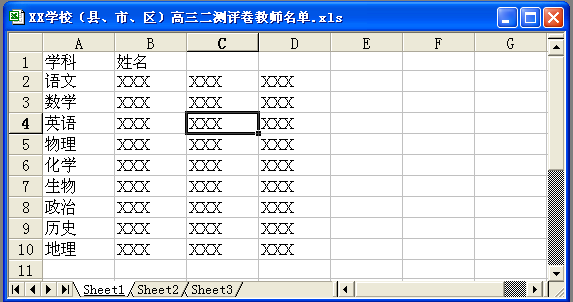 XX学校（县、市、区）高三二测评卷教师名单.xls
A B C D E F G
1 学科 姓名
2 语文 XXX XXX XXX
3 数学 XXX XXX XXX
4 英语 XXX XXX XXX
5 物理 XXX XXX XXX
6 化学 XXX XXX XXX
7 生物 XXX XXX XXX
8 政治 XXX XXX XXX
9 历史 XXX XXX XXX
10 地理 XXX XXX XXX
11
Sheet1 Sheet2 Sheet3